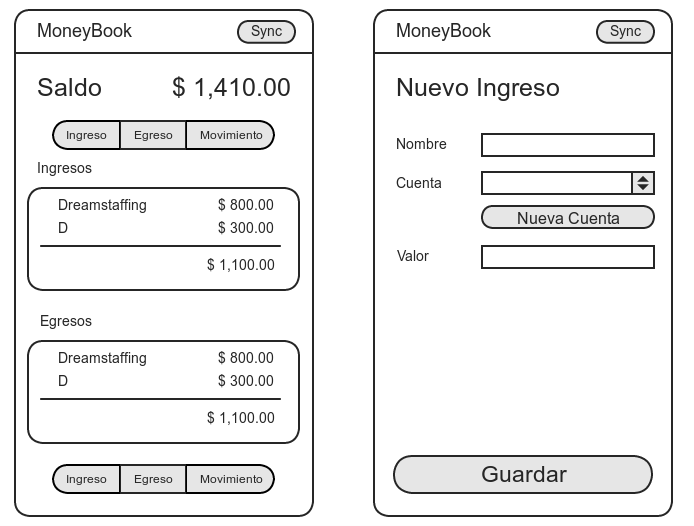 MoneyBook Sync
Saldo $ 1,410.00
Ingreso Egreso Movimiento
Ingresos
Dreamstaffing $ 800.00
D $ 300.00
$ 1,100.00
Egresos
Dreamstaffing $ 800.00
D $ 300.00
$ 1,100.00
Ingreso Egreso Movimiento
MoneyBook Sync
Nuevo Ingreso
Nombre
Cuenta
Nueva Cuenta
Valor
Guardar